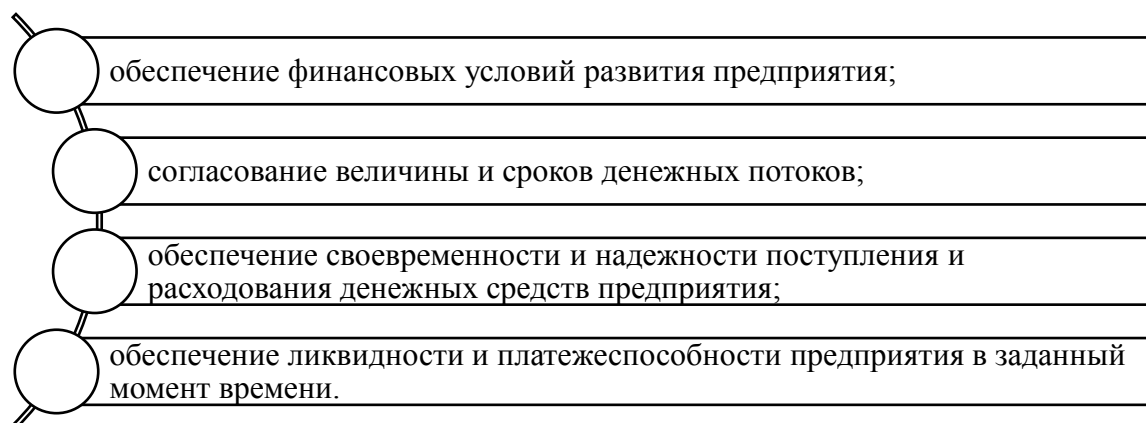 обеспечение финансовых условий развития предприятия;
согласование величины и сроков денежных потоков;
обеспечение своевременности и надежности поступления и
расходования денежных средств предприятия;
обеспечение ликвидности и платежеспособности предприятия в заданный
момент времени.